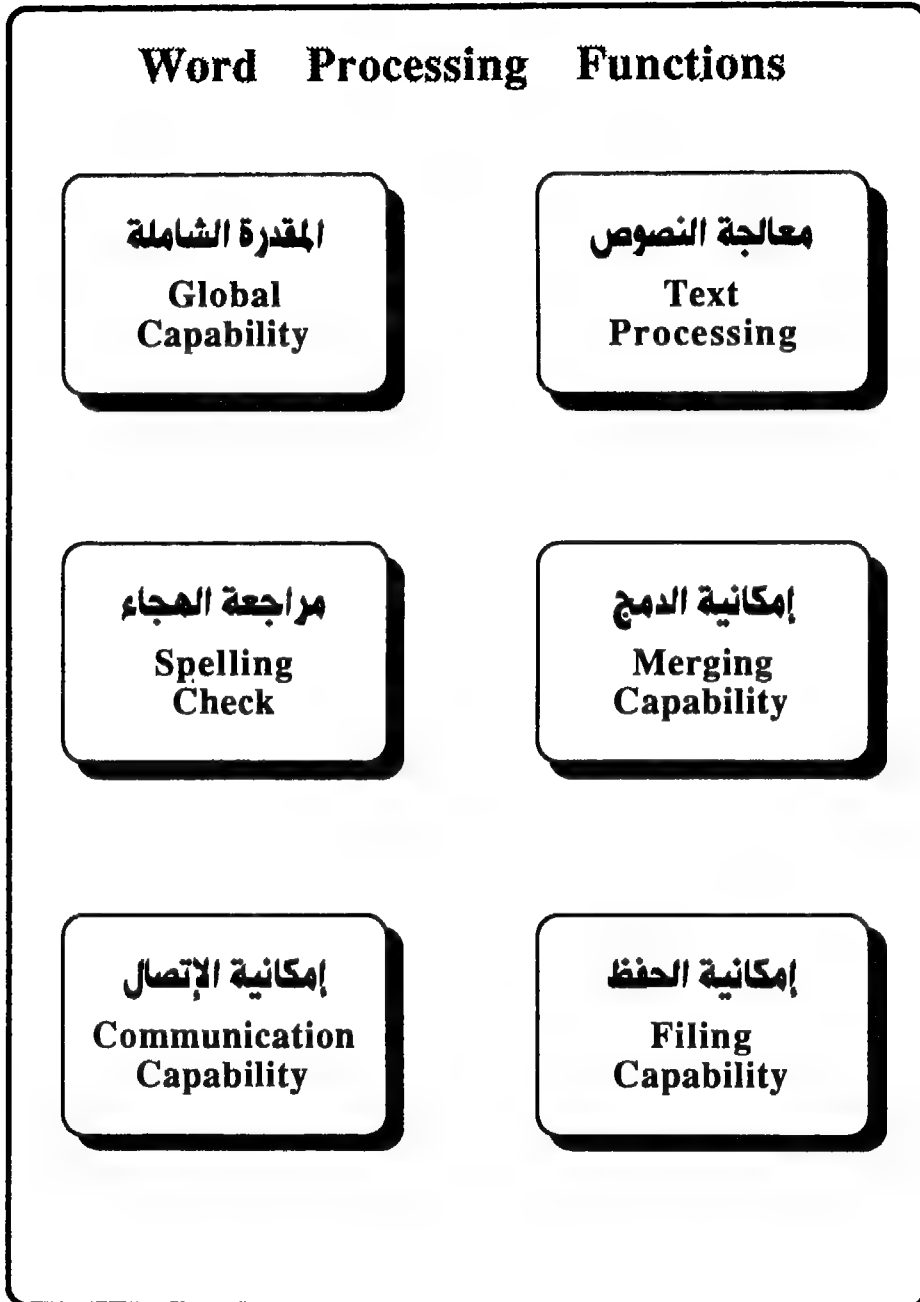 Word Processing Functions
المقدرة الشاملة
Global
Capability
معالجة النصوص
Text
Processing
مراجعة الهجاء
Spelling
Check
إمكانية الدمج
Merging
Capability
إمكانية الإتصال
Communication
Capability
إمكانية الحفظ
Filing
Capability